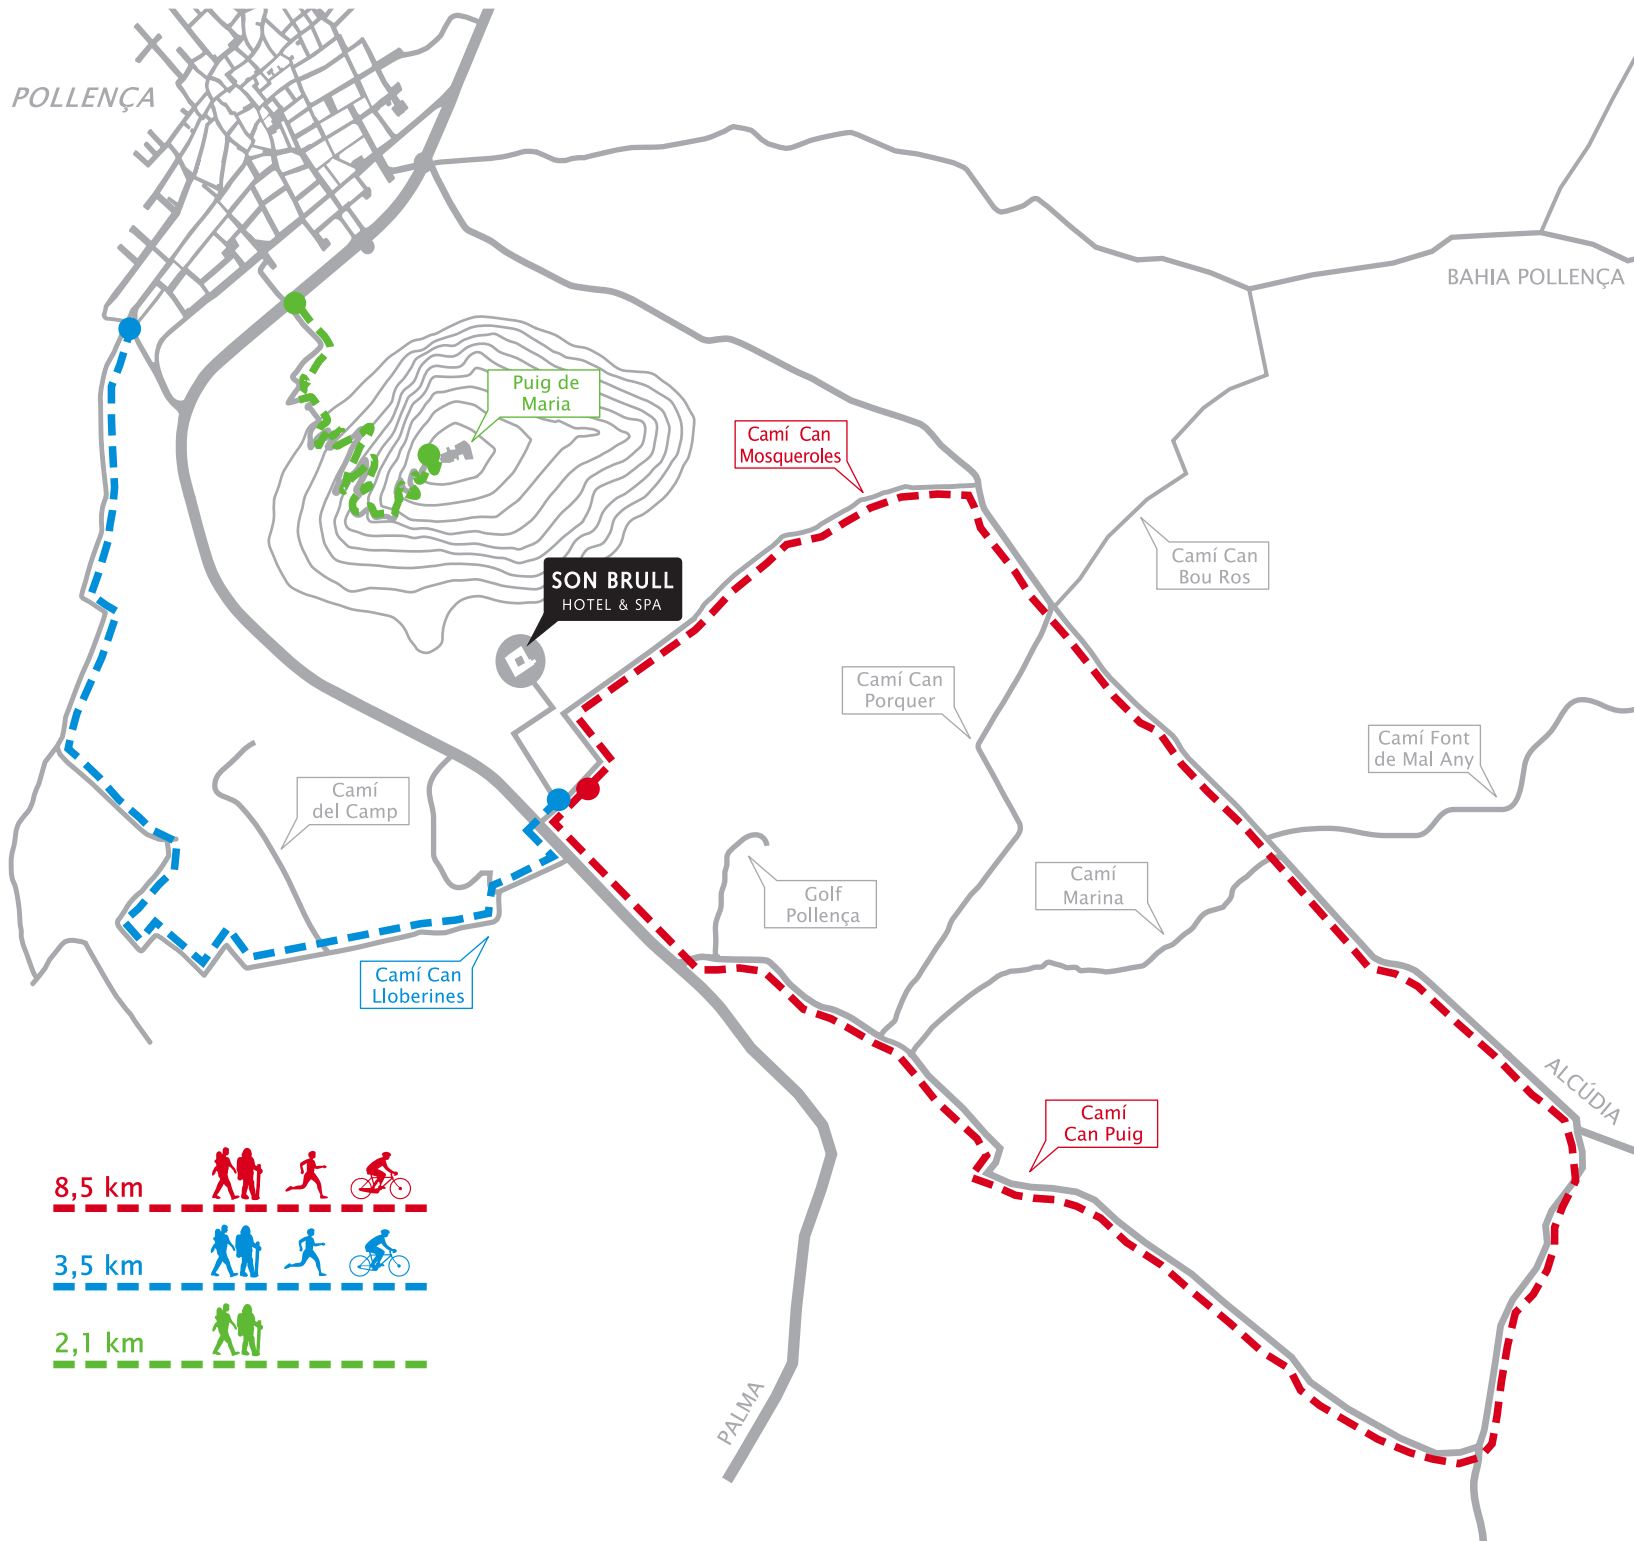 POLLENÇA
BAHIA POLLENÇA
Puig de
Maria
Camí Can
Mosqueroles
Camí Can
Bou Ros
SON BRULL
HOTEL & SPA
Camí Can
Porquer
Camí Font
de Mal Any
Camí
del Camp
Golf
Pollença
Camí
Marina
Camí Can
Lloberines
ALCÚDIA
Camí
Can Puig
8,5 km
3,5 km
2,1 km
PALMA